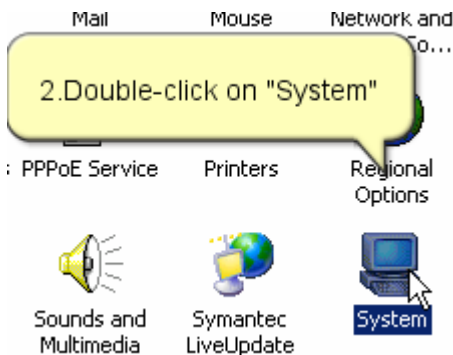 Mail Mouse Network and
Co...
2.Double-click on "System"
PPPoE Service Printers Regional
Options
Sounds and Symantec System
Multimedia LiveUpdate